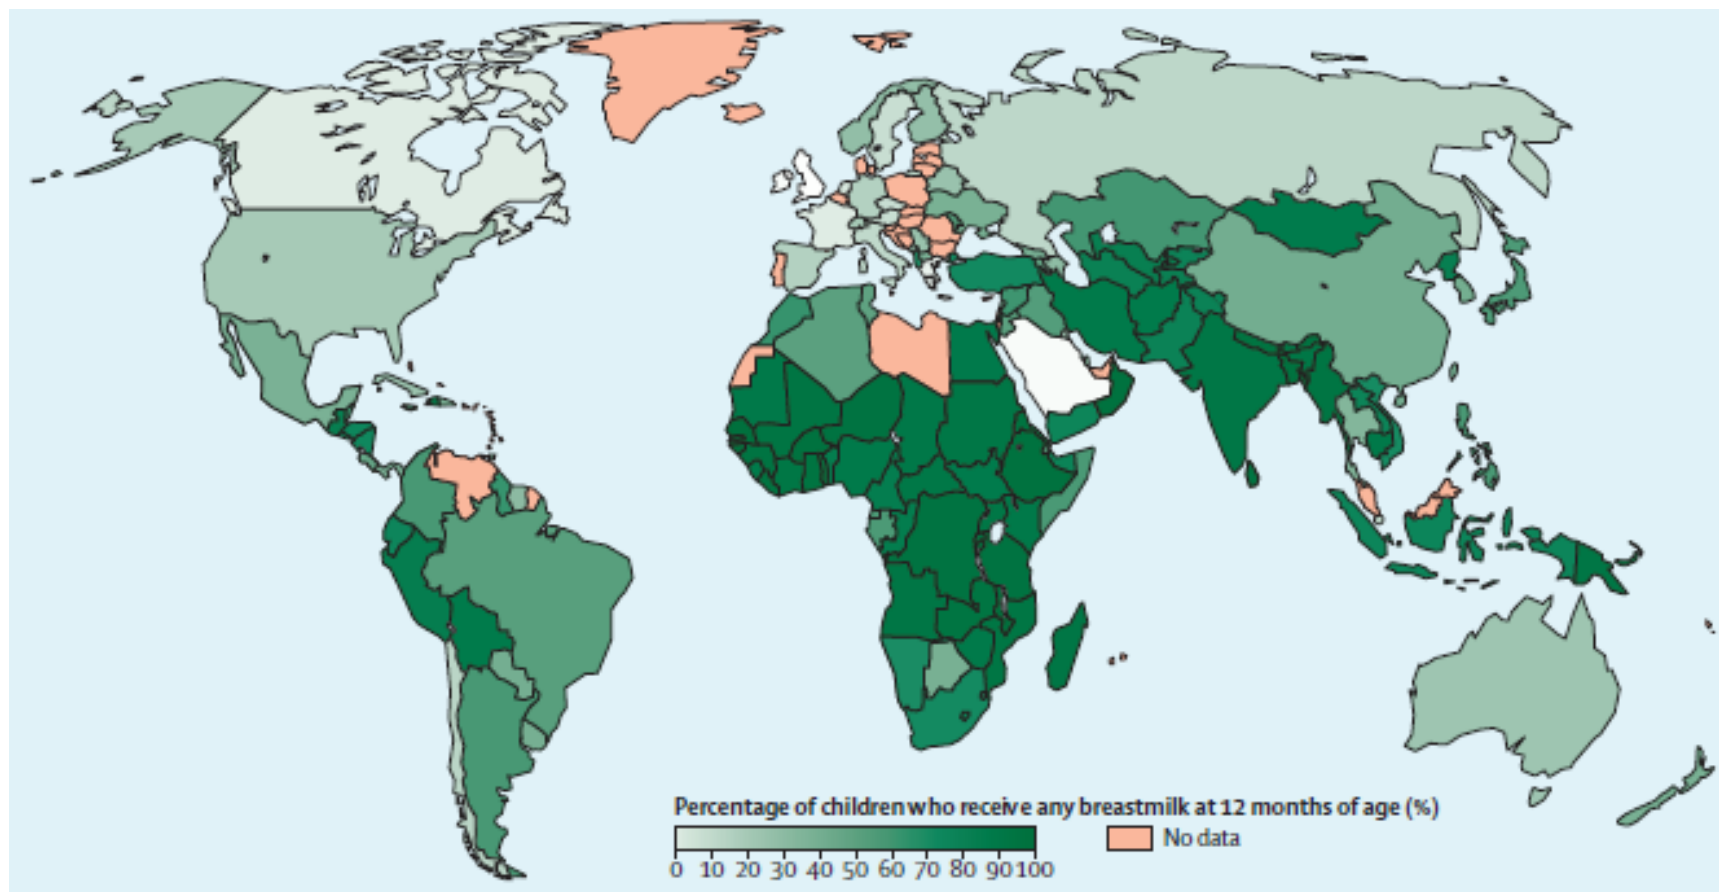 Percentage of children who receive any breastmilk at 12 months of age (%)
No data
0 10 20 30 40 50 60 70 80 90 100